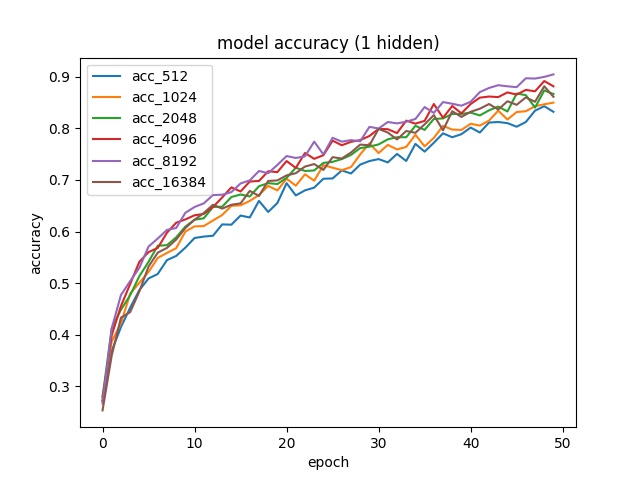 model accuracy (1 hidden)
acc_512
acc_1024
acc_2048
acc_4096
acc_8192
acc_16384
0.9
0.8
0.7
0.6
0.5
0.4
0.3
accuracy
0 10 20 30 40 50
epoch